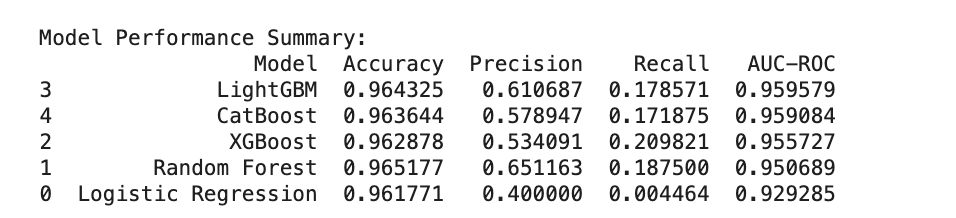 Model Performance Summary:
Model Accuracy Precision Recall AUC-ROC
3 LightGBM 0.964325 0.610687 0.178571 0.959579
4 CatBoost 0.963644 0.578947 0.171875 0.959084
2 XGBoost 0.962878 0.534091 0.209821 0.955727
1 Random Forest 0.965177 0.651163 0.187500 0.950689
0 Logistic Regression 0.961771 0.400000 0.004464 0.929285